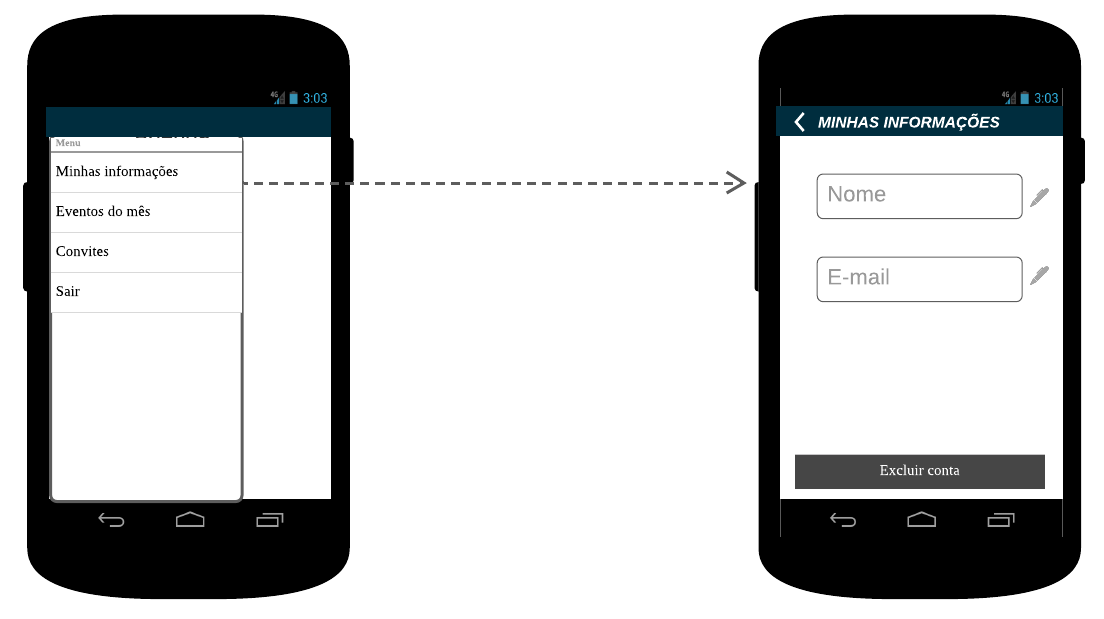 4G 3:03
Menu
Minhas informações
Eventos do mês
Convites
Sair
4G 3:03
MINHAS INFORMAÇÕES
Nome
E-mail
Excluir conta